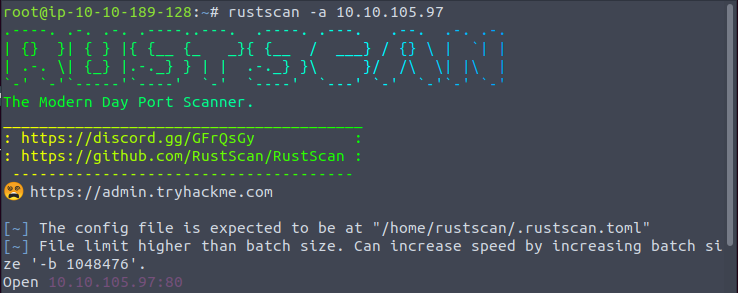 root@ip-10-10-189-128:~# rustscan -a 10.10.105.97
.----. .-. .-. .----..---.  .----. .---.   .--.  .-. .-.
| {}  }| { } |{ {__ {_   _}{ {__  /  ___} / {} \ |  `| |
| .-. \| {_} |.-._} } | |  .-._} }\     }/  /\  \| |\  |
`-' `-'`-----'`----'  `-'  `----'  `---' `-'  `-'`-' `-'
The Modern Day Port Scanner.
________________________________________
: https://discord.gg/GFrQsGy           :
: https://github.com/RustScan/RustScan :
 --------------------------------------
https://admin.tryhackme.com
[~] The config file is expected to be at "/home/rustscan/.rustscan.toml"
[~] File limit higher than batch size. Can increase speed by increasing batch si
ze '-b 1048476'.
Open 10.10.105.97:80